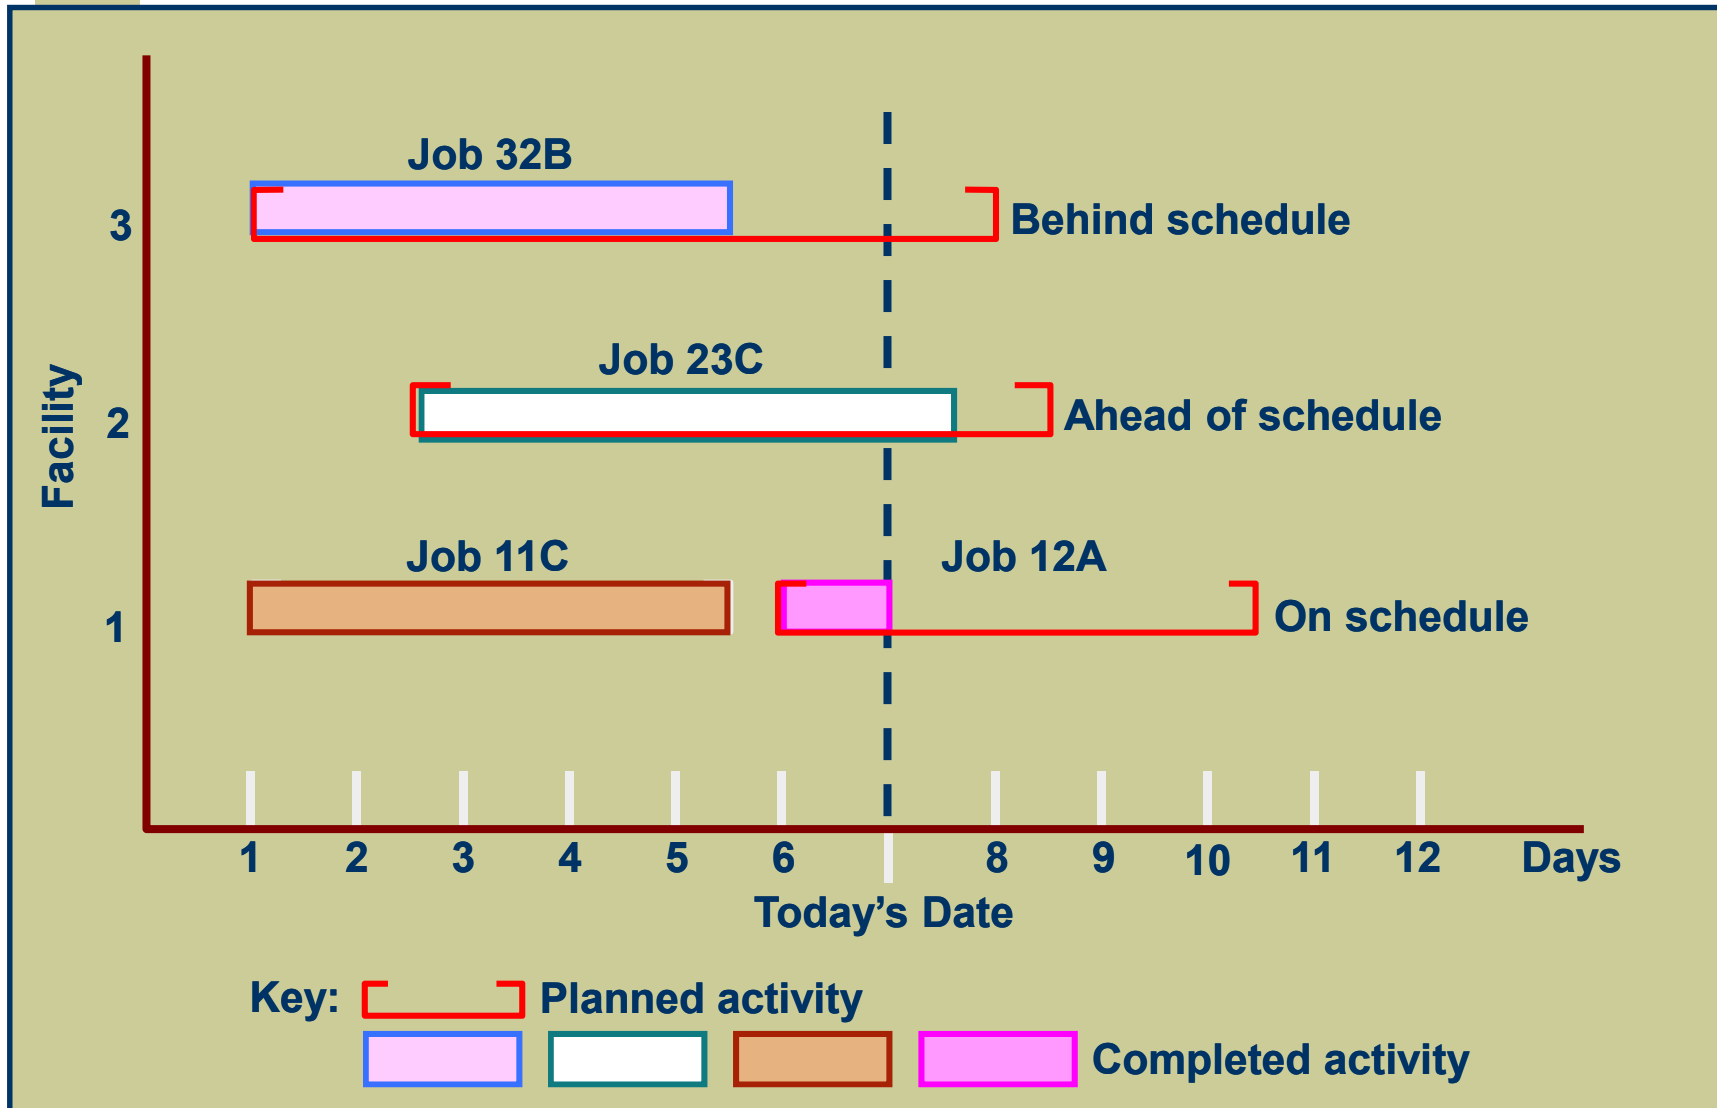 Job 32B
3
Behind schedule
Job 23C
Facility
2
Ahead of schedule
Job 11C
Job 12A
1
On schedule
1 2 3 4 5 6 8 9 10 11 12 Days
Today’s Date
Key: Planned activity
Completed activity